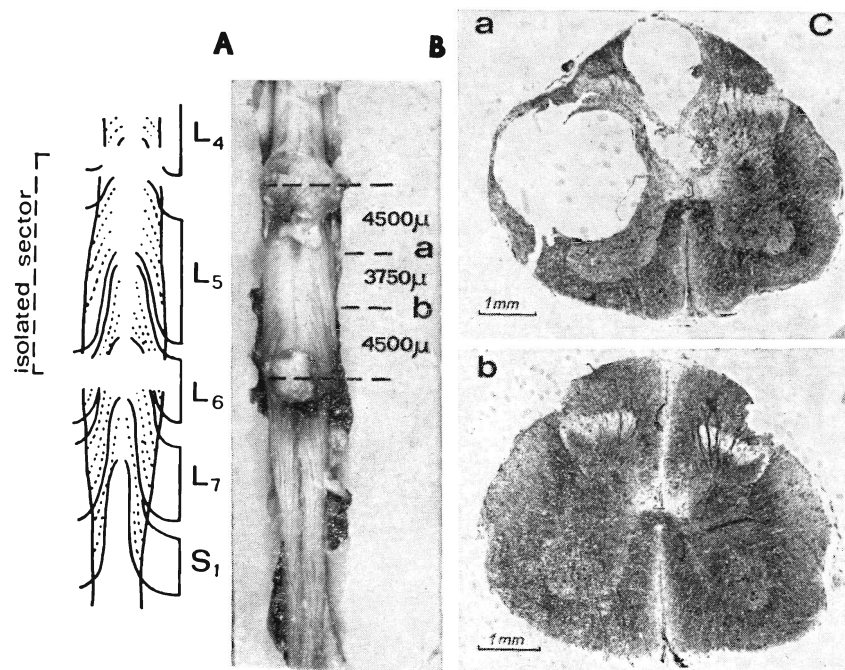 A
B
a
C
L4
isolated sector
4500μ
a
L5
3750μ
b
4500μ
1mm
L6
b
L7
S1
1mm